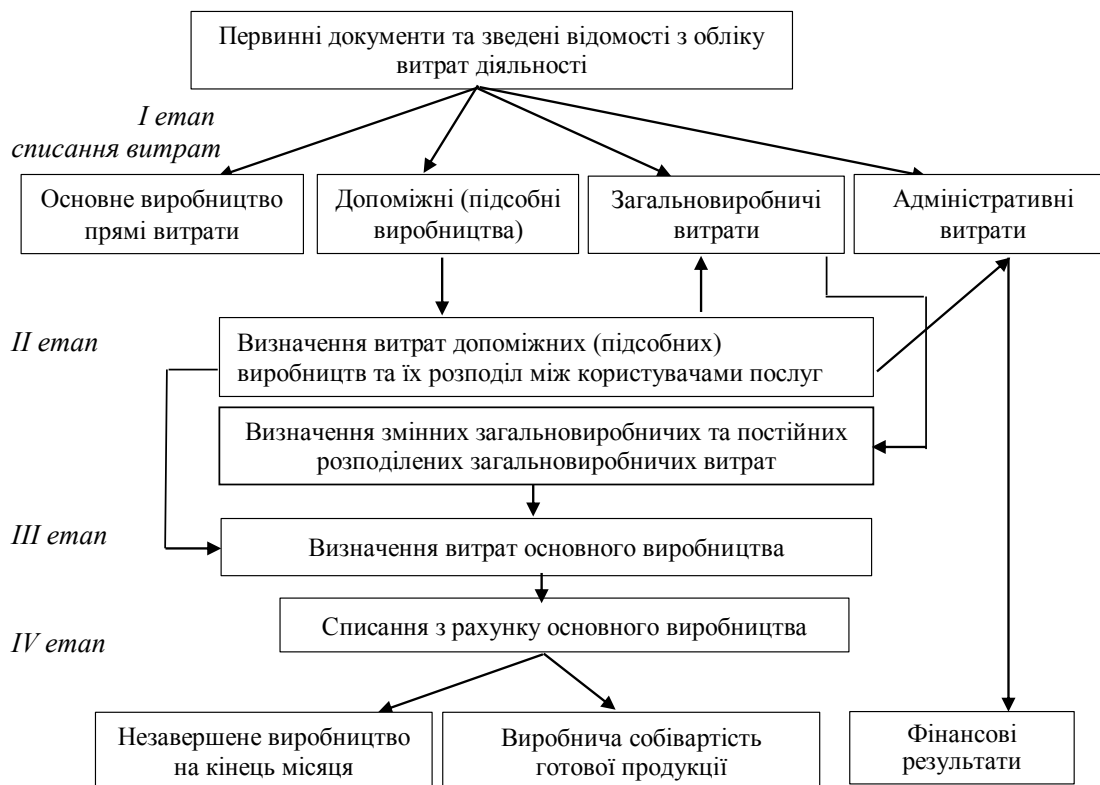 Первинні документи та зведені відомості з обліку
витрат діяльності
I етап
списання витрат
Основне виробництво
прямі витрати
Допоміжні (підсобні
виробництва)
Загальновиробничі
витрати
Адміністративні
витрати
II етап
Визначення витрат допоміжних (підсобних)
виробництв та їх розподіл між користувачами послуг
Визначення змінних загальновиробничих та постійних
розподілених загальновиробничих витрат
III етап
Визначення витрат основного виробництва
IV етап
Списання з рахунку основного виробництва
Незавершене виробництво
на кінець місяця
Виробнича собівартість
готової продукції
Фінансові
результати